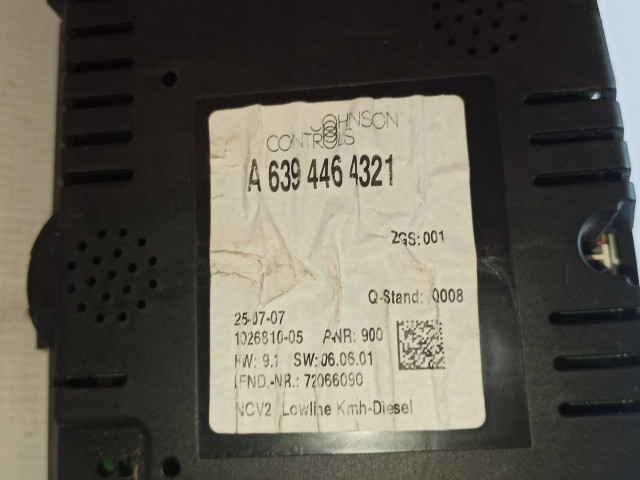 JOHNSON
CONTROLS
A 639 446 4321
ZGS: 001
Q-Stand: 0008
25-07-07
1026810-05 P-NR: 900
HW: 9.1 SW: 06.06.01
LFND.-NR.: 72066090
NCV2 Lowline Kmh-Diesel